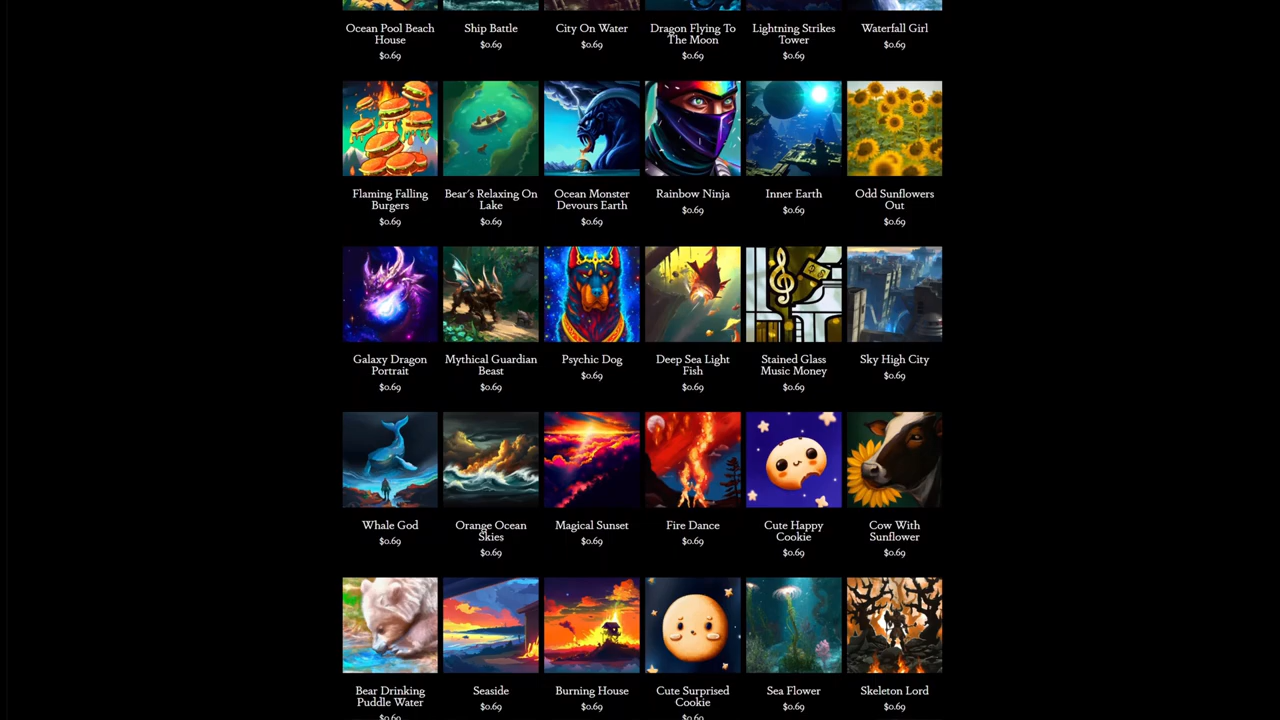 Ocean Pool Beach
House
$0.69
Ship Battle
$0.69
City On Water
$0.69
Dragon Flying To
The Moon
$0.69
Lightning Strikes
Tower
$0.69
Waterfall Girl
$0.69
Flaming Falling
Burgers
$0.69
Bear's Relaxing On
Lake
$0.69
Ocean Monster
Devours Earth
$0.69
Rainbow Ninja
$0.69
Inner Earth
$0.69
Odd Sunflowers
Out
$0.69
Galaxy Dragon
Portrait
$0.69
Mythical Guardian
Beast
$0.69
Psychic Dog
$0.69
Deep Sea Light
Fish
$0.69
Stained Glass
Music Money
$0.69
Sky High City
$0.69
Whale God
$0.69
Orange Ocean
Skies
$0.69
Magical Sunset
$0.69
Fire Dance
$0.69
Cute Happy
Cookie
$0.69
Cow With
Sunflower
$0.69
Bear Drinking
Puddle Water
$0.69
Seaside
$0.69
Burning House
$0.69
Cute Surprised
Cookie
$0.69
Sea Flower
$0.69
Skeleton Lord
$0.69